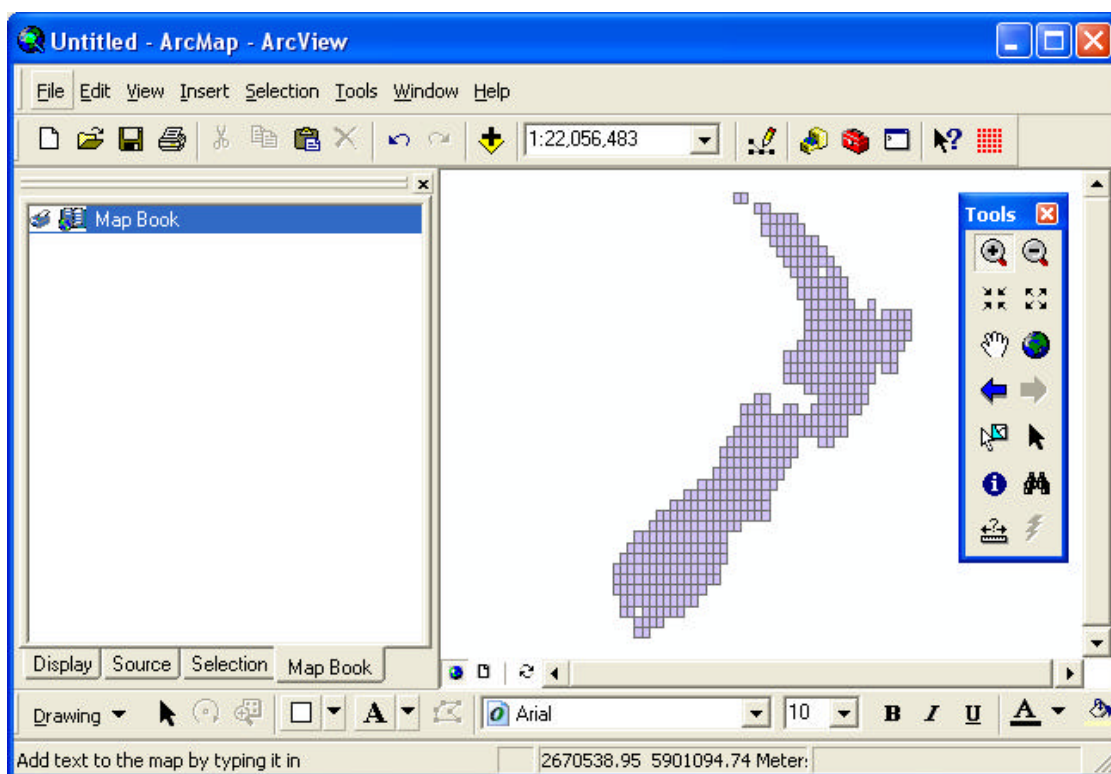 Untitled - ArcMap - ArcView
File Edit View Insert Selection Tools Window Help
1:22,056,483
Map Book
Tools
Display Source Selection Map Book
Drawing A Arial 10 B I U A
Add text to the map by typing it in 2670538.95 5901094.74 Meter: